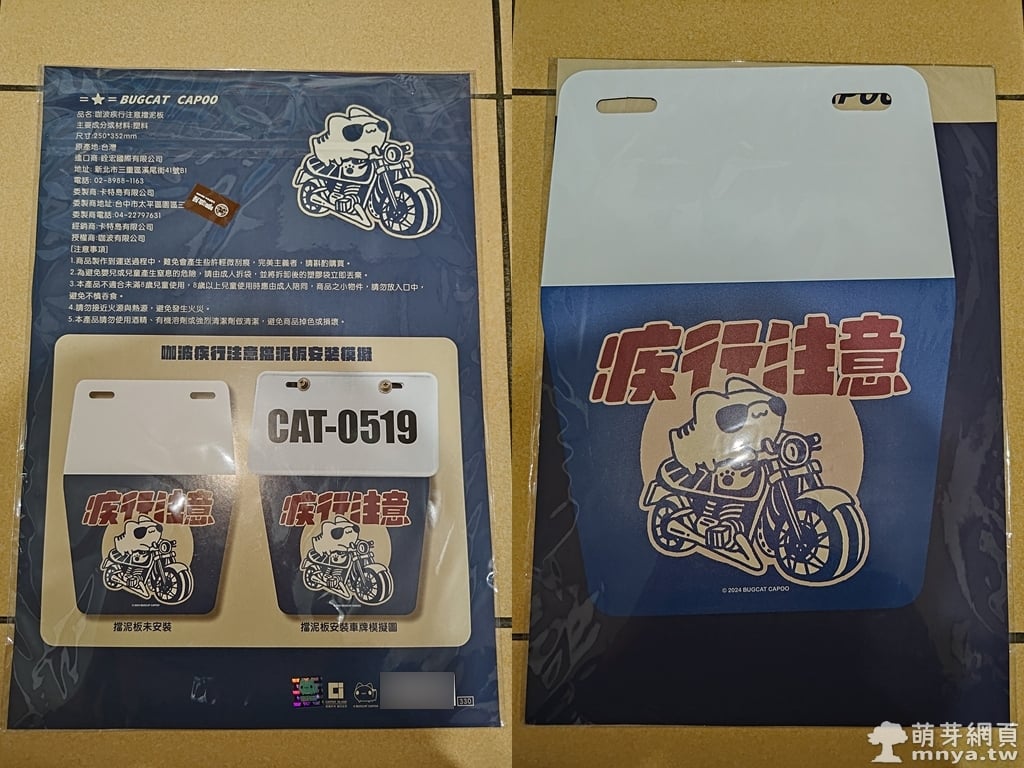 =★= BUGCAT CAPOO
品名:咖波疾行注意擋泥板
主要成分或材料:塑料
尺寸:250*352mm
原產地:台灣
進口商:銓宏國際有限公司
地址: 新北市三重區溪尾街41號B1
電話: 02-8988-1163
委製商:卡特島有限公司
委製商地址:台中市太平區園區三
委製商電話:04-22797631
經銷商:卡特島有限公司
授權商:咖波有限公司
[注意事項]
1.商品製作到運送過程中，難免會產生些許輕微刮痕，完美主義者，請斟酌購買。
2.為避免嬰兒或兒童產生窒息的危險，請由成人拆袋，並將拆卸後的塑膠袋立即丟棄。
3.本產品不適合未滿8歲兒童使用，8歲以上兒童使用時應由成人陪同，商品之小物件，請勿放入口中，
避免不慎吞食。
4.請勿接近火源與熱源，避免發生火災。
5.本產品請勿使用酒精、有機溶劑或強烈清潔劑做清潔，避免商品掉色或損壞。
咖波疾行注意擋泥板安裝模擬
CAT-0519
疾行注意
疾行注意
擋泥板未安裝
擋泥板安裝車牌模擬圖
330
疾行注意
© 2024 BUGCAT CAPOO
萌芽網頁
mnya.tw